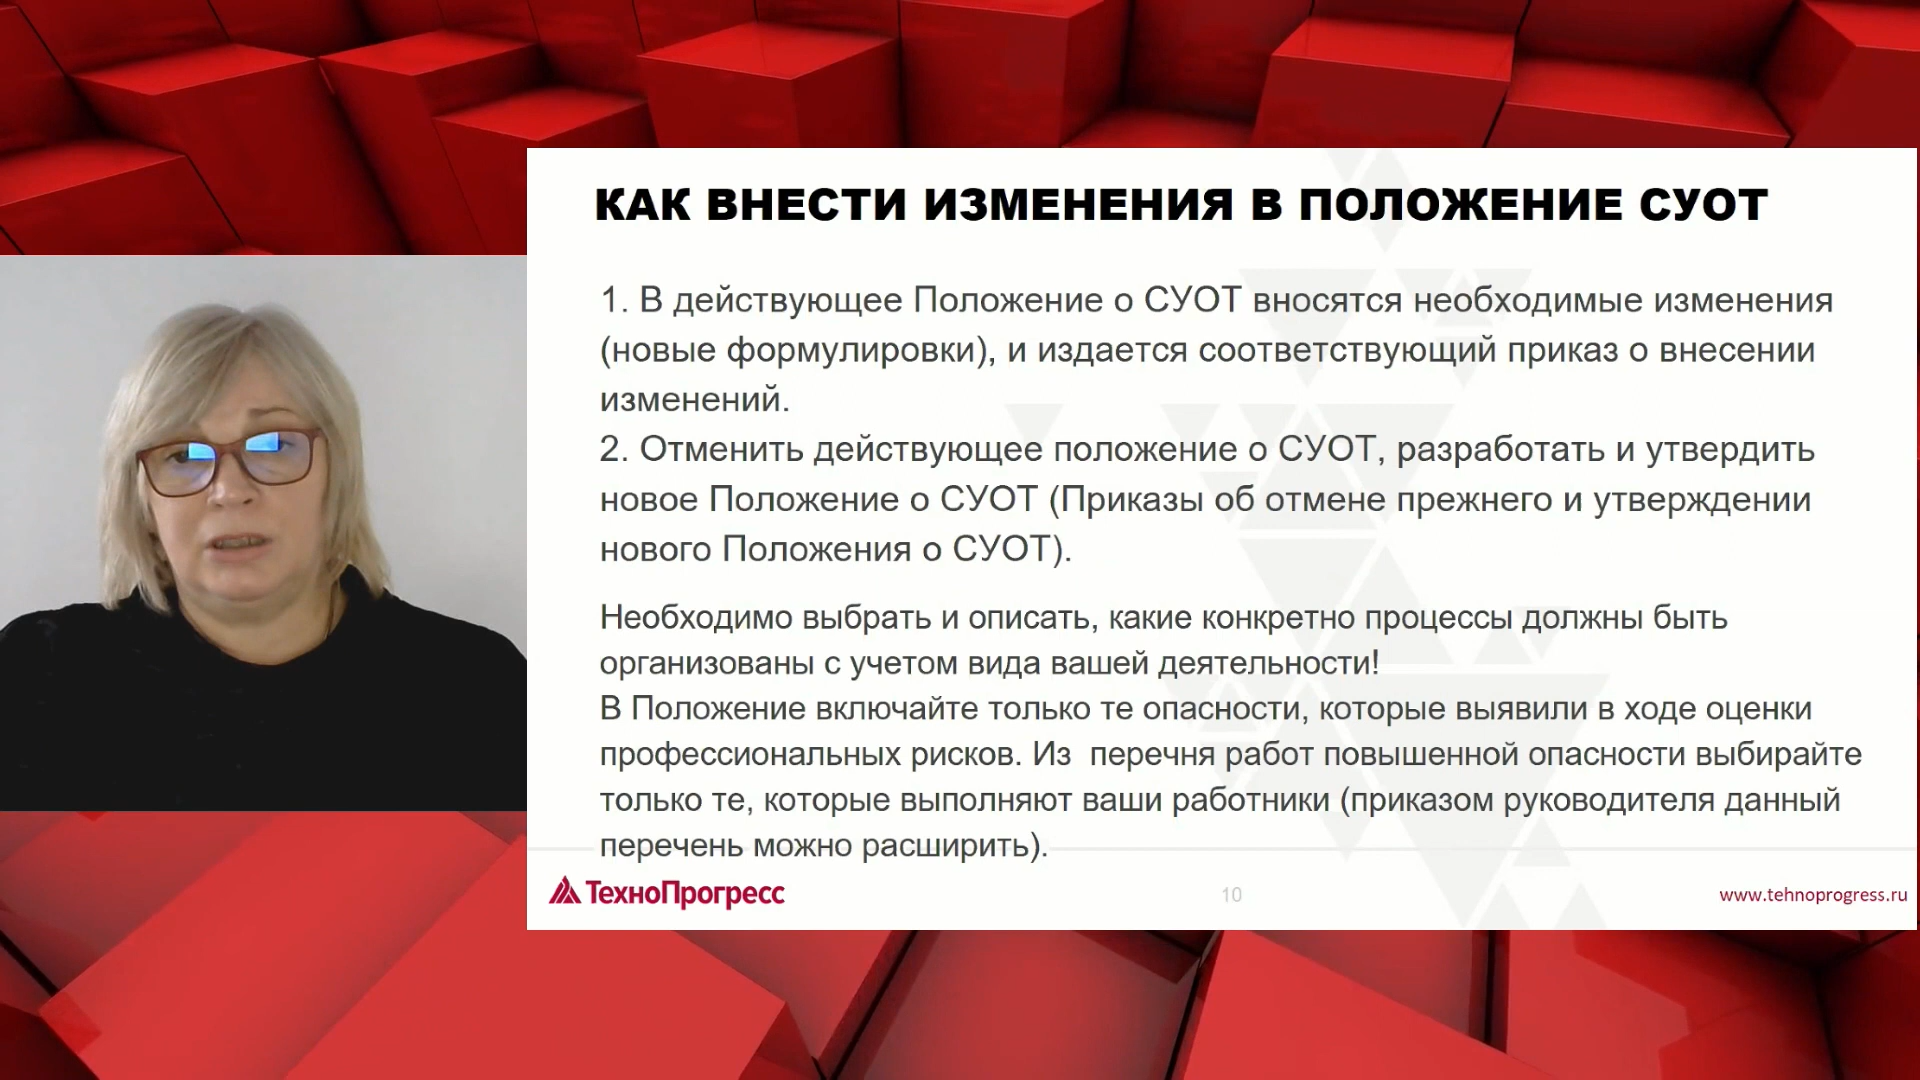 КАК ВНЕСТИ ИЗМЕНЕНИЯ В ПОЛОЖЕНИЕ СУОТ
1. В действующее Положение о СУОТ вносятся необходимые изменения
(новые формулировки), и издается соответствующий приказ о внесении
изменений.
2. Отменить действующее положение о СУОТ, разработать и утвердить
новое Положение о СУОТ (Приказы об отмене прежнего и утверждении
нового Положения о СУОТ).
Необходимо выбрать и описать, какие конкретно процессы должны быть
организованы с учетом вида вашей деятельности!
В Положение включайте только те опасности, которые выявили в ходе оценки
профессиональных рисков. Из  перечня работ повышенной опасности выбирайте
только те, которые выполняют ваши работники (приказом руководителя данный
перечень можно расширить).
ТехноПрогресс
10
www.tehnoprogress.ru